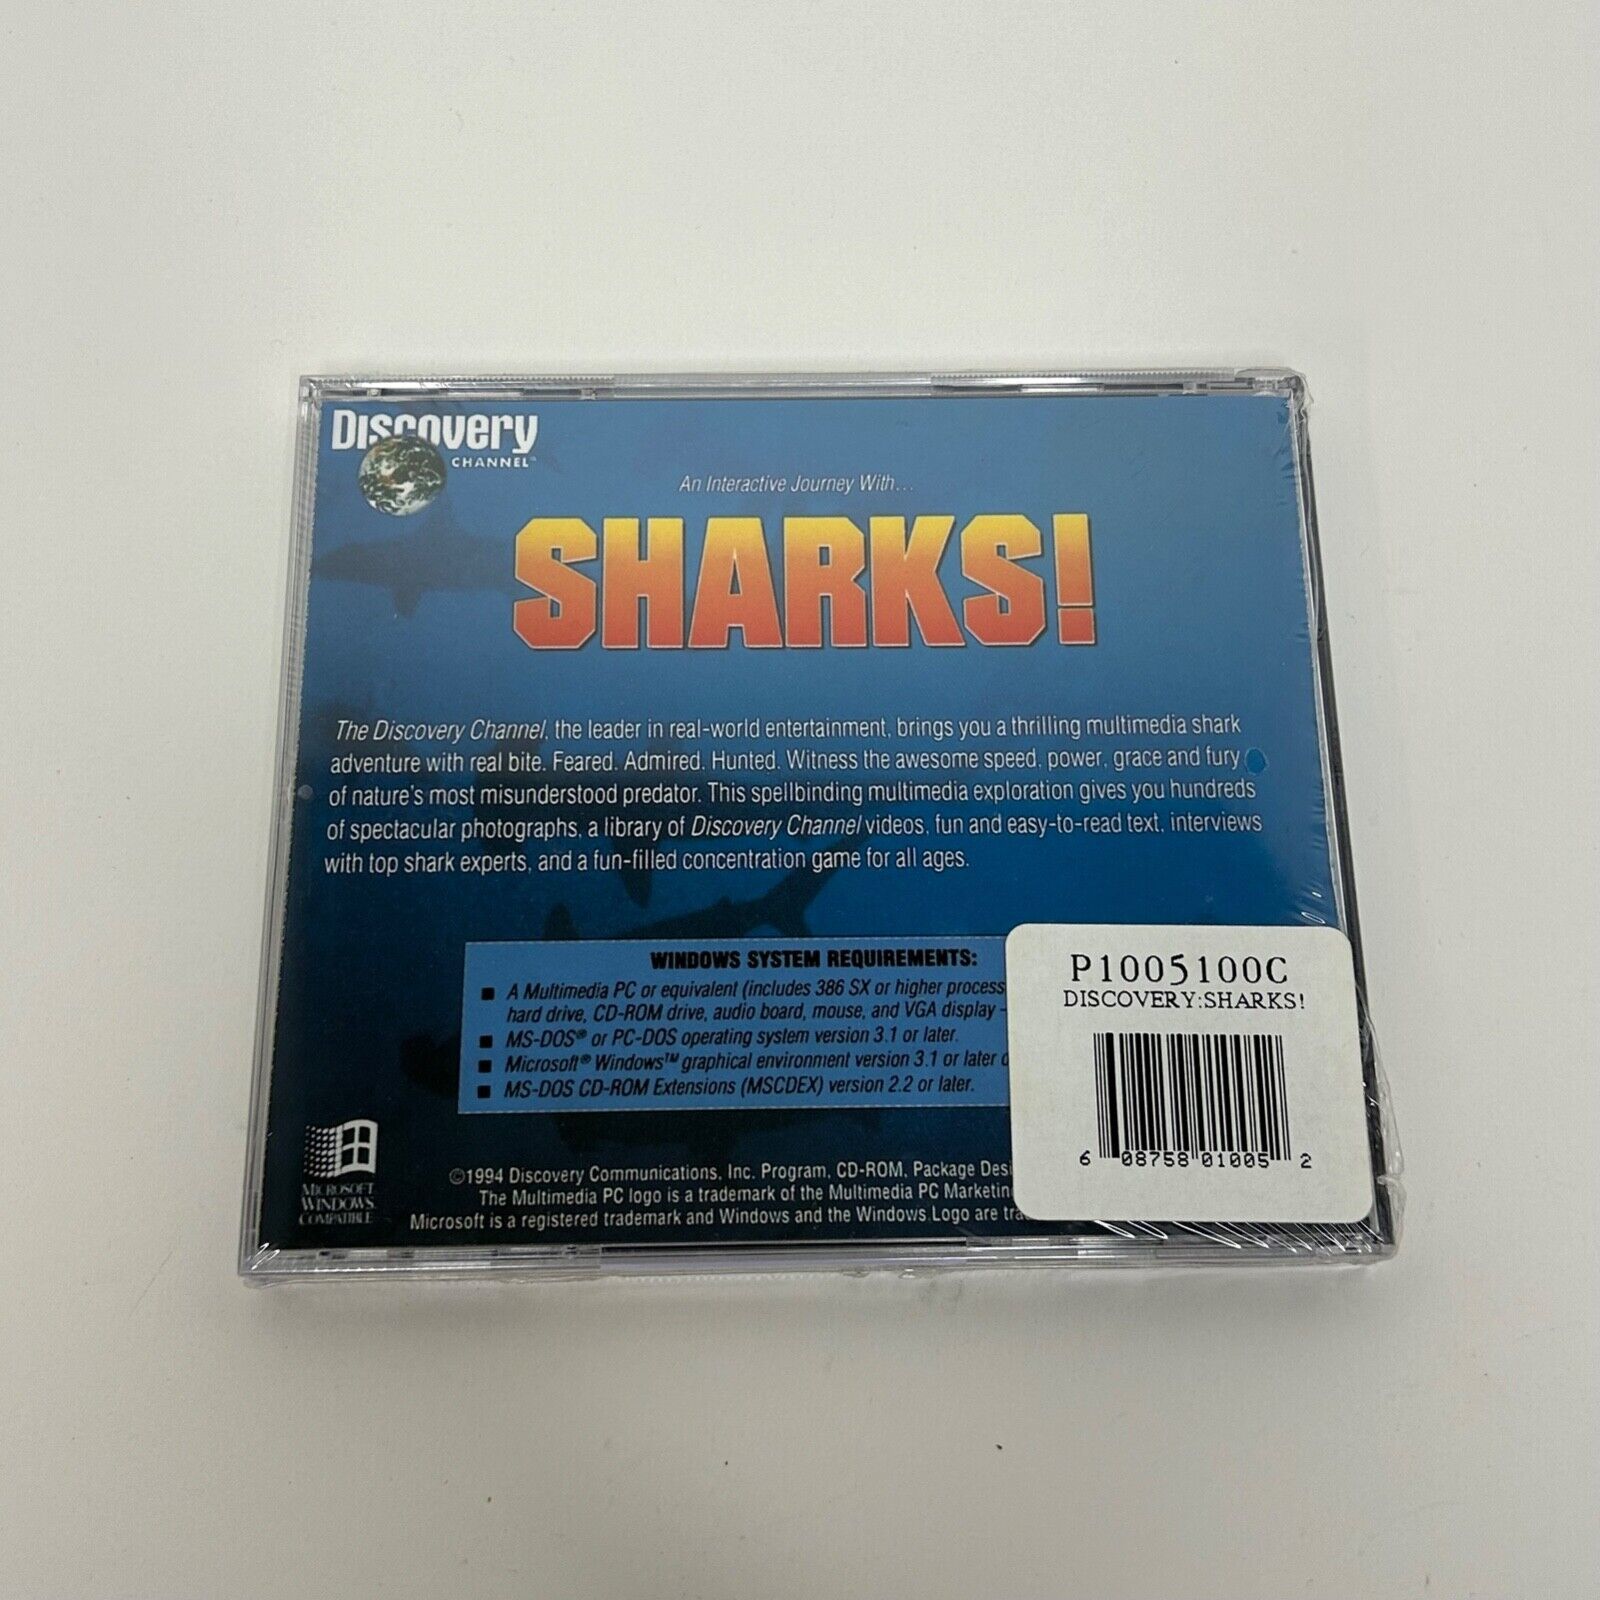 Discovery
CHANNEL™
An Interactive Journey With...
SHARKS!
The Discovery Channel, the leader in real-world entertainment, brings you a thrilling multimedia shark
adventure with real bite. Feared. Admired. Hunted. Witness the awesome speed, power, grace and fury
of nature's most misunderstood predator. This spellbinding multimedia exploration gives you hundreds
of spectacular photographs, a library of Discovery Channel videos, fun and easy-to-read text, interviews
with top shark experts, and a fun-filled concentration game for all ages.
WINDOWS SYSTEM REQUIREMENTS:
■ A Multimedia PC or equivalent (includes 386 SX or higher process
hard drive, CD-ROM drive, audio board, mouse, and VGA display -
■ MS-DOS® or PC-DOS operating system version 3.1 or later.
■ Microsoft® Windows™ graphical environment version 3.1 or later
■ MS-DOS CD-ROM Extensions (MSCDEX) version 2.2 or later.
P1005100C
DISCOVERY:SHARKS!
6 08758 01005 2
MICROSOFT
WINDOWS
COMPATIBLE
©1994 Discovery Communications, Inc. Program, CD-ROM, Package Desi
The Multimedia PC logo is a trademark of the Multimedia PC Marketin
Microsoft is a registered trademark and Windows and the Windows Logo are tra